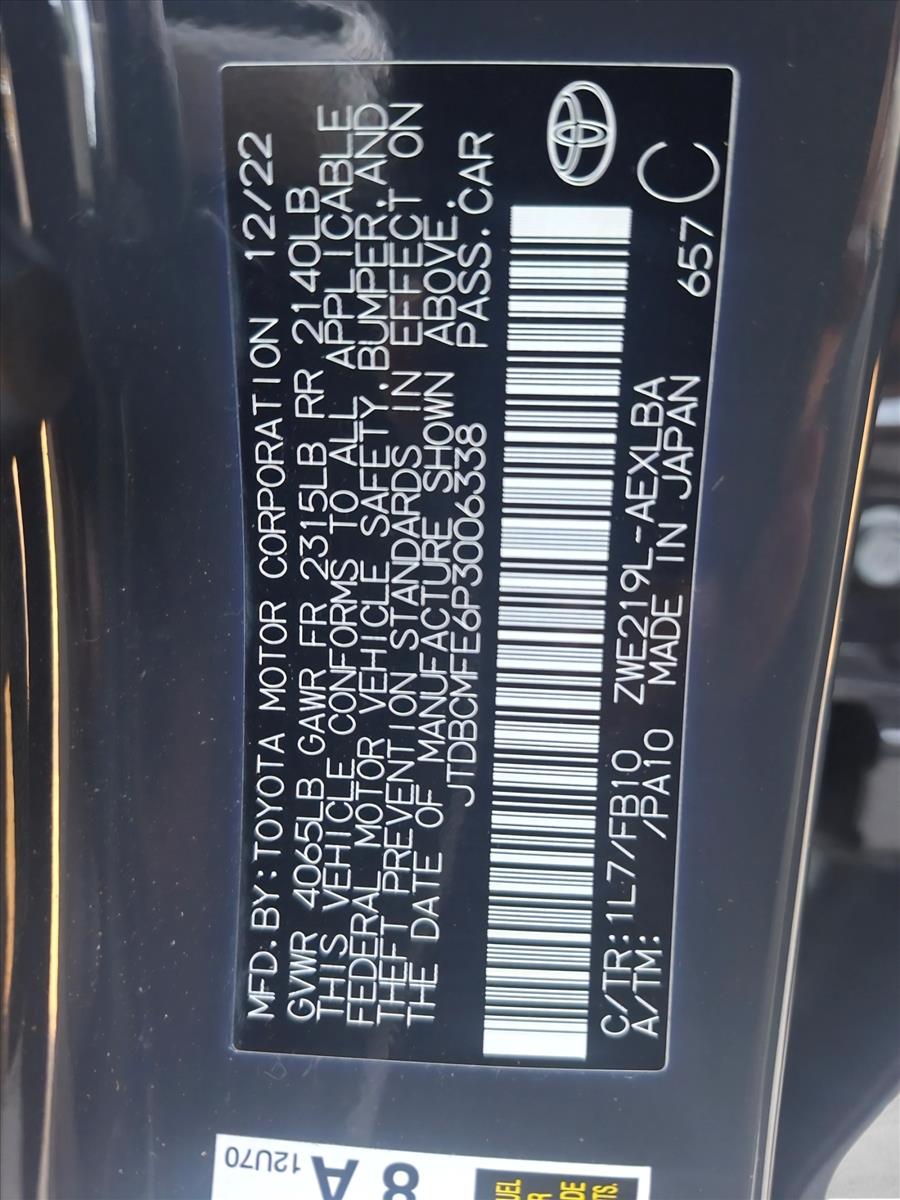 MFD.BY:TOYOTA MOTOR CORPORATION 12/22
GVWR 4065LB GAWR FR 2315LB RR 2140LB
THIS VEHICLE CONFORMS TO ALL APPLICABLE
FEDERAL MOTOR VEHICLE SAFETY,BUMPER,AND
THEFT PREVENTION STANDARDS IN EFFECT ON
THE DATE OF MANUFACTURE SHOWN ABOVE.
JTDBCMFE6P3006338 PASS.CAR
C/TR:1L7/FB10 ZWE219L-AEXLBA
A/TM: /PA10 MADE IN JAPAN 657 C
12U70
8 A